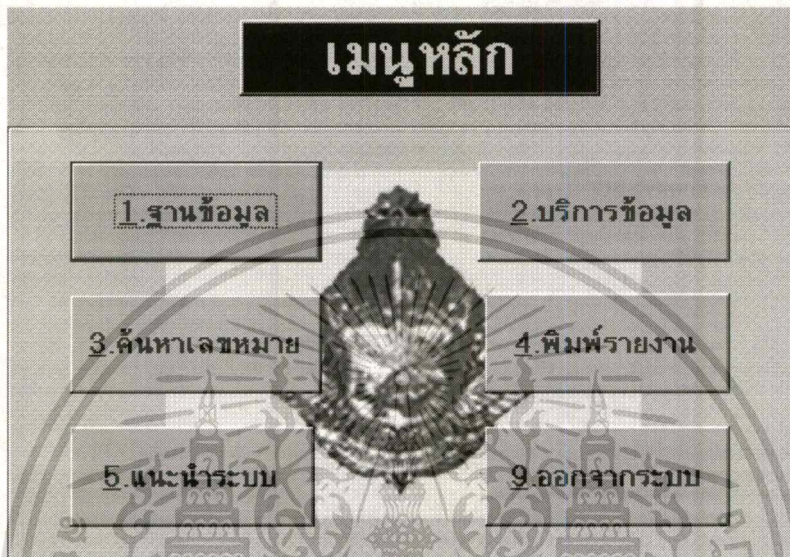 เมนูหลัก
1.ฐานข้อมูล
2.บริการข้อมูล
3.ค้นหาเลขหมาย
4.พิมพ์รายงาน
5.แนะนำระบบ
9.ออกจากระบบ